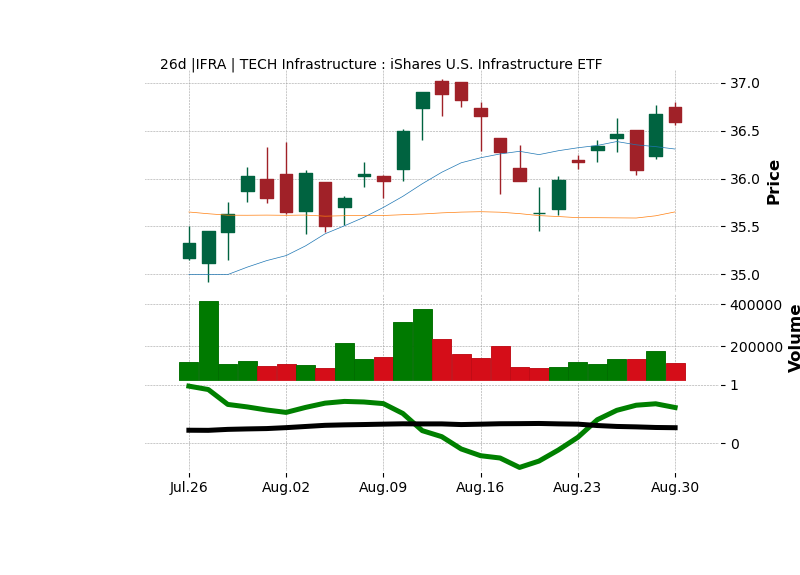 26d |IFRA | TECH Infrastructure : iShares U.S. Infrastructure ETF
37.0
36.5
36.0
35.5
35.0
Price
400000
200000
Volume
1
0
Jul.26 Aug.02 Aug.09 Aug.16 Aug.23 Aug.30